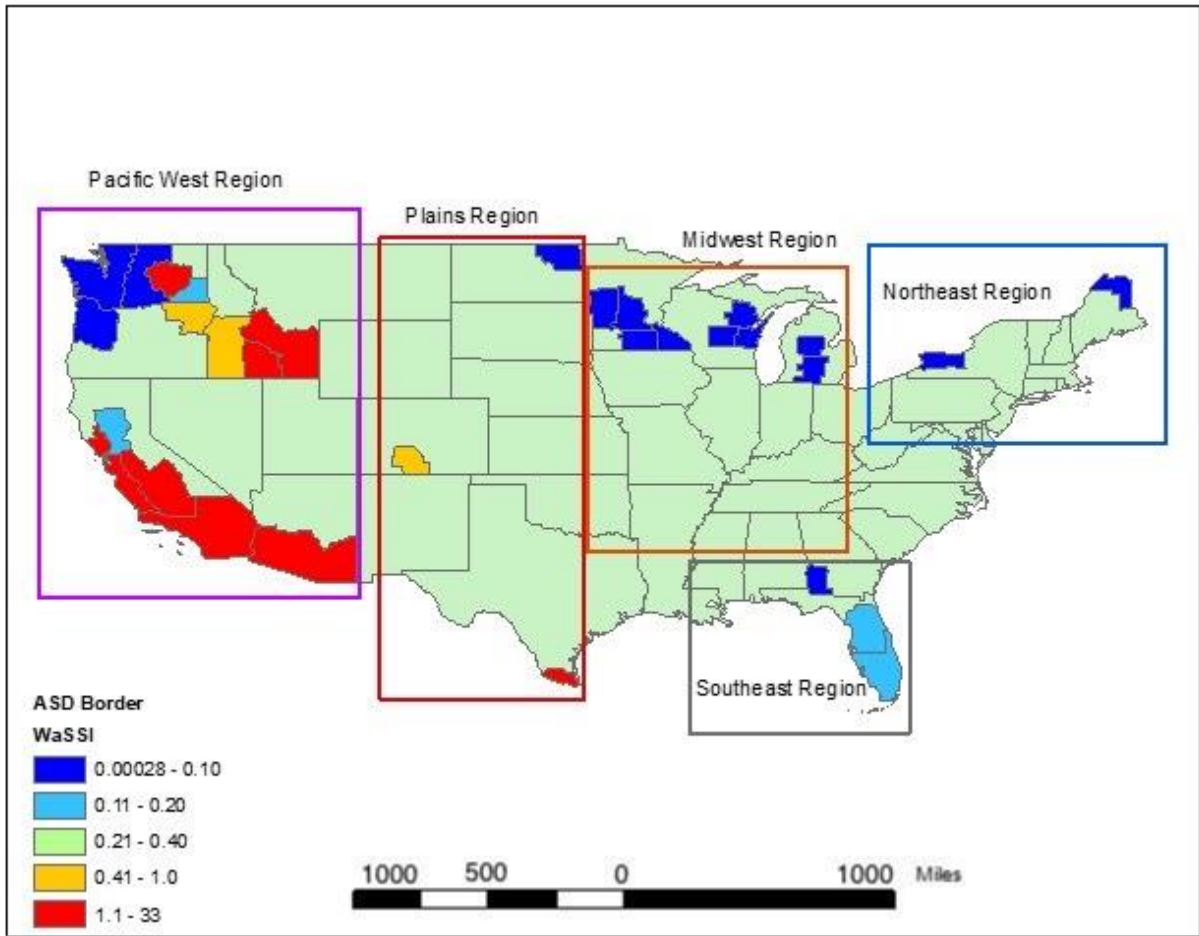 Pacific West Region
Plains Region
Midwest Region
Northeast Region
Southeast Region
ASD Border
WaSSI
0.00028 - 0.10
0.11 - 0.20
0.21 - 0.40
0.41 - 1.0
1.1 - 33
1000 500 0 1000 Miles